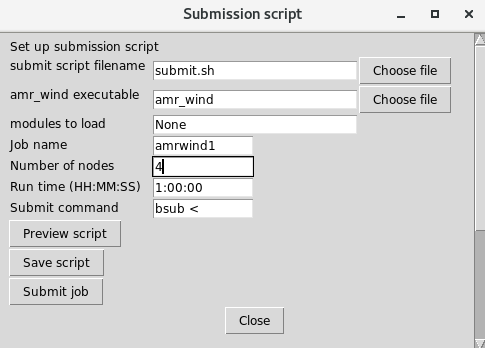 Submission script
Set up submission script
submit script filename submit.sh Choose file
amr_wind executable amr_wind Choose file
modules to load None
Job name amrwind1
Number of nodes 4
Run time (HH:MM:SS) 1:00:00
Submit command bsub <
Preview script
Save script
Submit job
Close